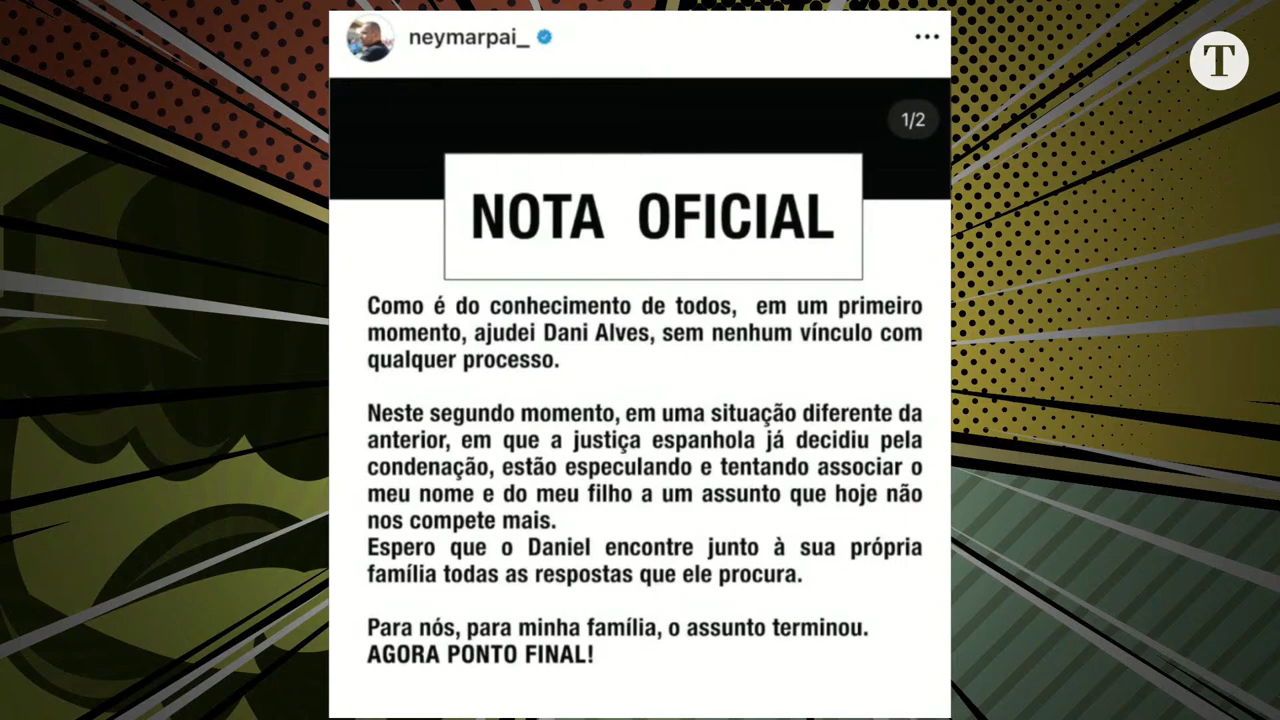 neymarpai_
T
1/2
NOTA OFICIAL
Como é do conhecimento de todos, em um primeiro
momento, ajudei Dani Alves, sem nenhum vínculo com
qualquer processo.
Neste segundo momento, em uma situação diferente da
anterior, em que a justiça espanhola já decidiu pela
condenação, estão especulando e tentando associar o
meu nome e do meu filho a um assunto que hoje não
nos compete mais.
Espero que o Daniel encontre junto à sua própria
família todas as respostas que ele procura.
Para nós, para minha família, o assunto terminou.
AGORA PONTO FINAL!